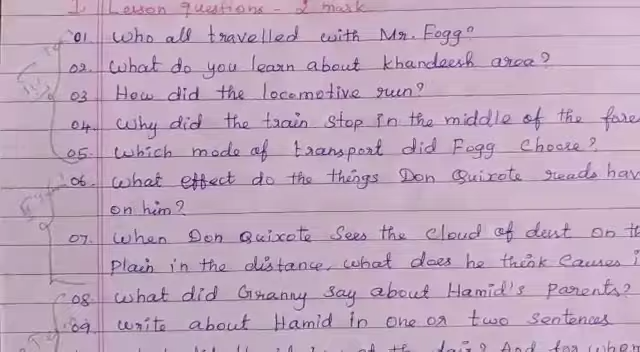 I. Lesson questions - 2 mark
01. Who all travelled with Mr. Fogg?
02. What do you learn about khandeesh area?
03 How did the locomotive run?
04. Why did the train stop in the middle of the fore
05. Which mode of transport did Fogg choose?
06. What effect do the things Don Quixote reads hav
on him?
07. When Don Quixote sees the cloud of dust on th
plain in the distance, what does he think causes i
08. What did Granny say about Hamid's parents?
09. Write about Hamid in one or two sentences